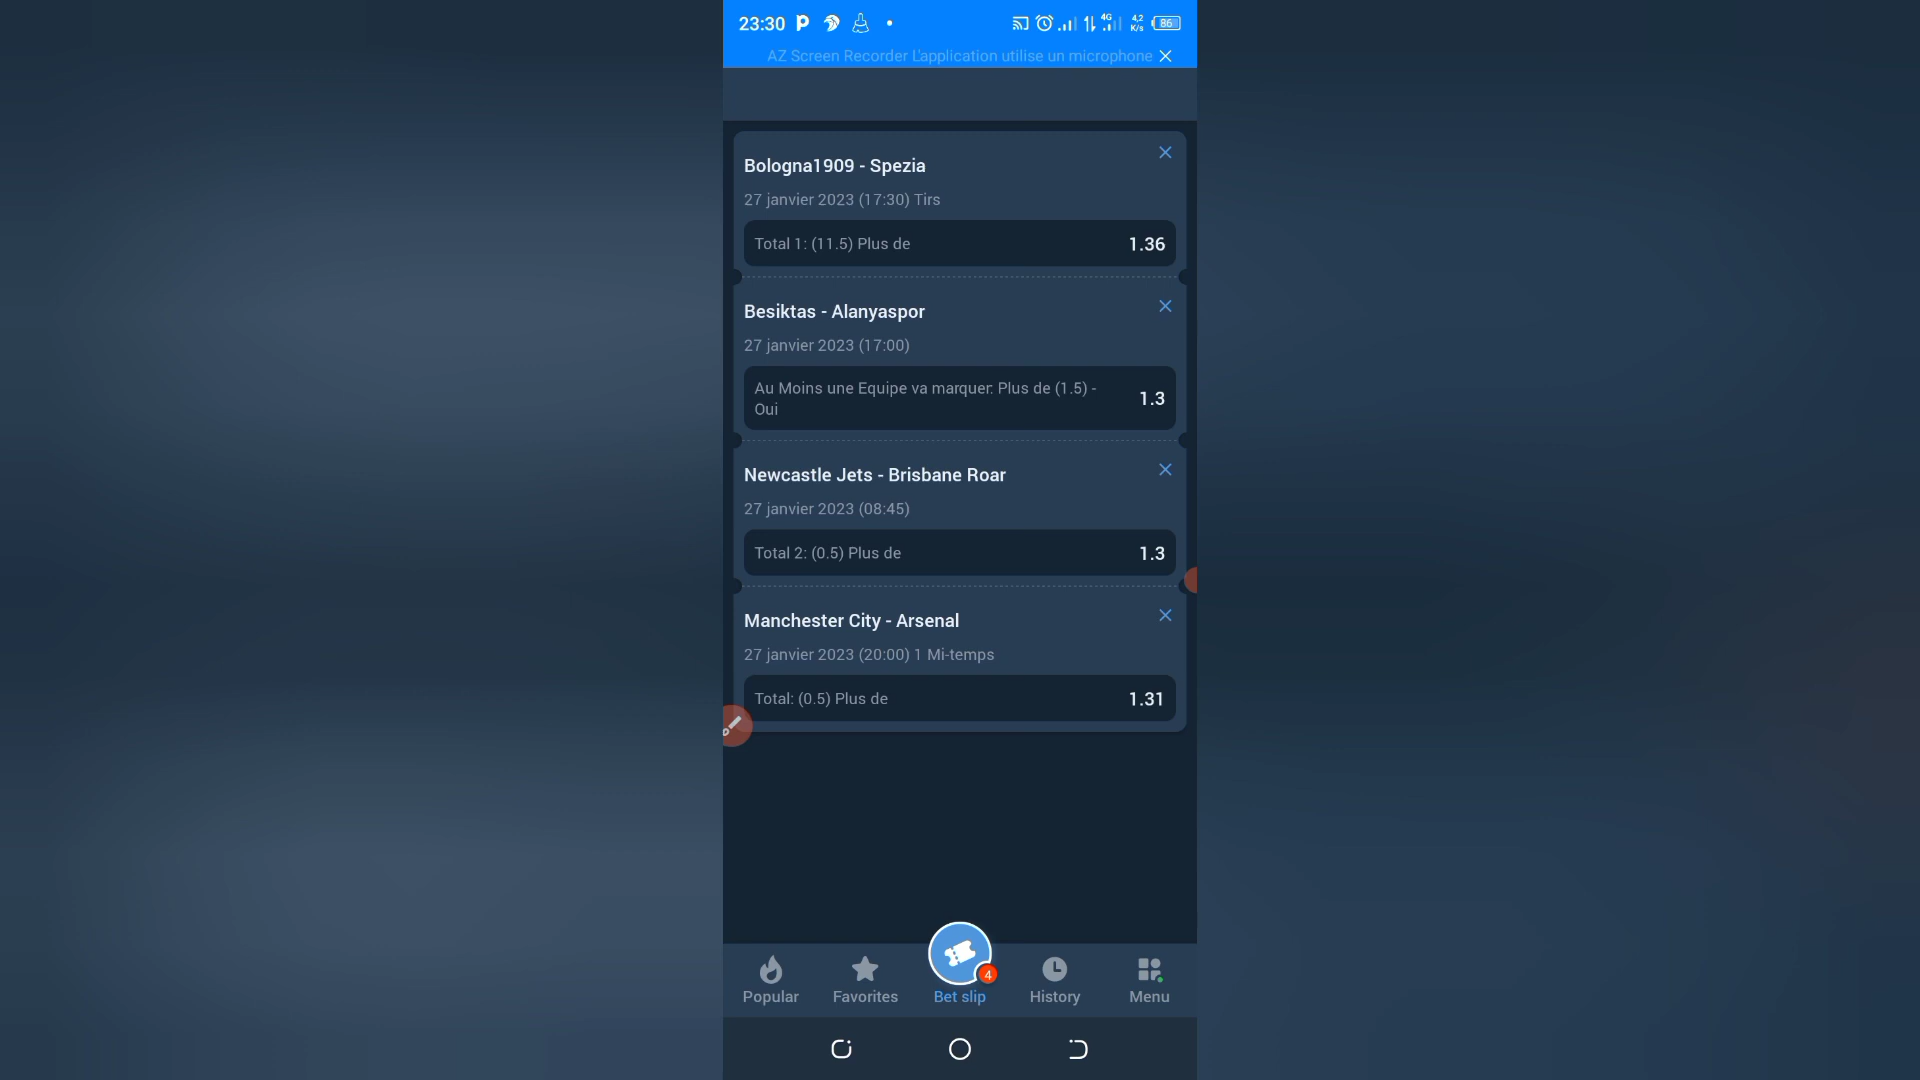 23:30
4G
4,2
K/s
86
AZ Screen Recorder L'application utilise un microphone
Bologna1909 - Spezia
27 janvier 2023 (17:30) Tirs
Total 1: (11.5) Plus de 1.36
Besiktas - Alanyaspor
27 janvier 2023 (17:00)
Au Moins une Equipe va marquer: Plus de (1.5) -
Oui
1.3
Newcastle Jets - Brisbane Roar
27 janvier 2023 (08:45)
Total 2: (0.5) Plus de 1.3
Manchester City - Arsenal
27 janvier 2023 (20:00) 1 Mi-temps
Total: (0.5) Plus de 1.31
4
Popular Favorites Bet slip History Menu